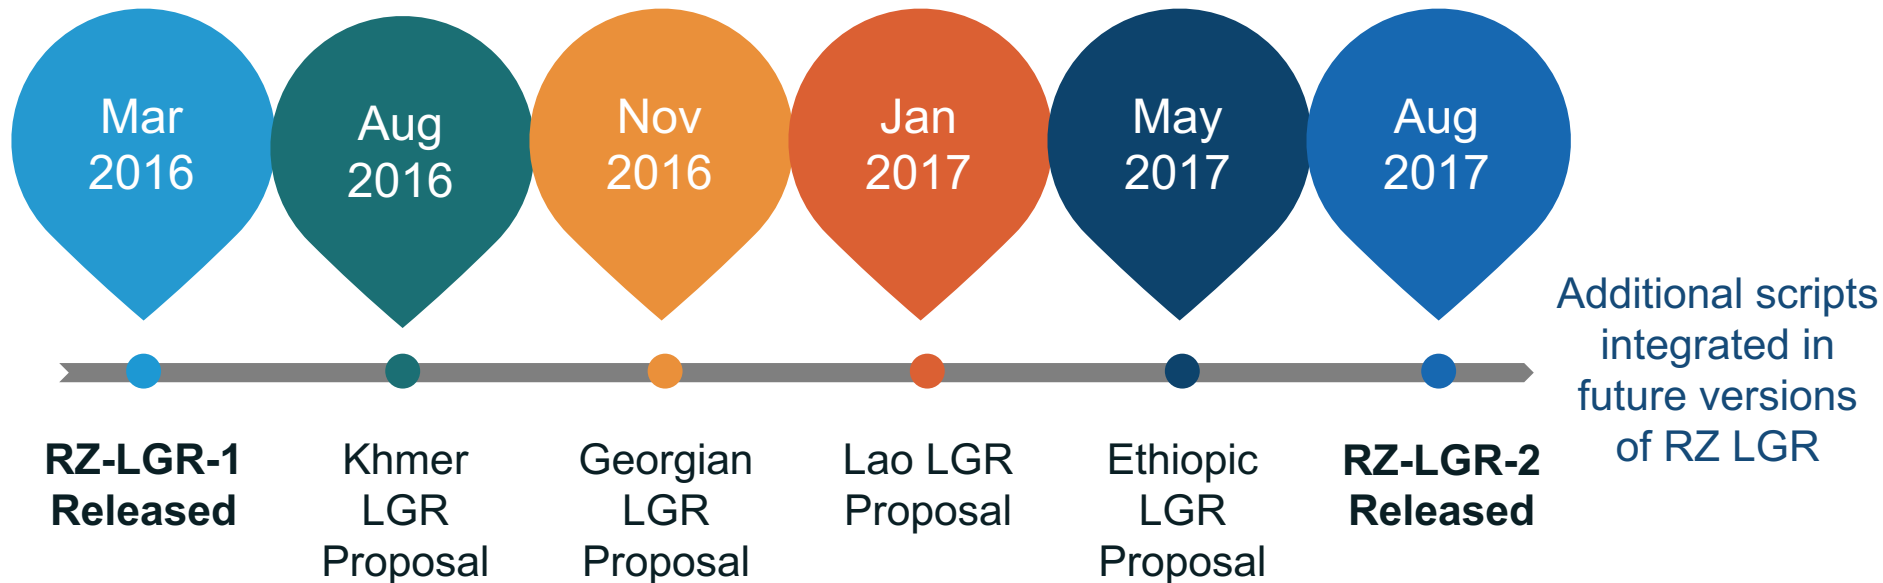 Mar
2016
Aug
2016
Nov
2016
Jan
2017
May
2017
Aug
2017
RZ-LGR-1
Released
Khmer
LGR
Proposal
Georgian
LGR
Proposal
Lao LGR
Proposal
Ethiopic
LGR
Proposal
RZ-LGR-2
Released
Additional scripts
integrated in
future versions
of RZ LGR